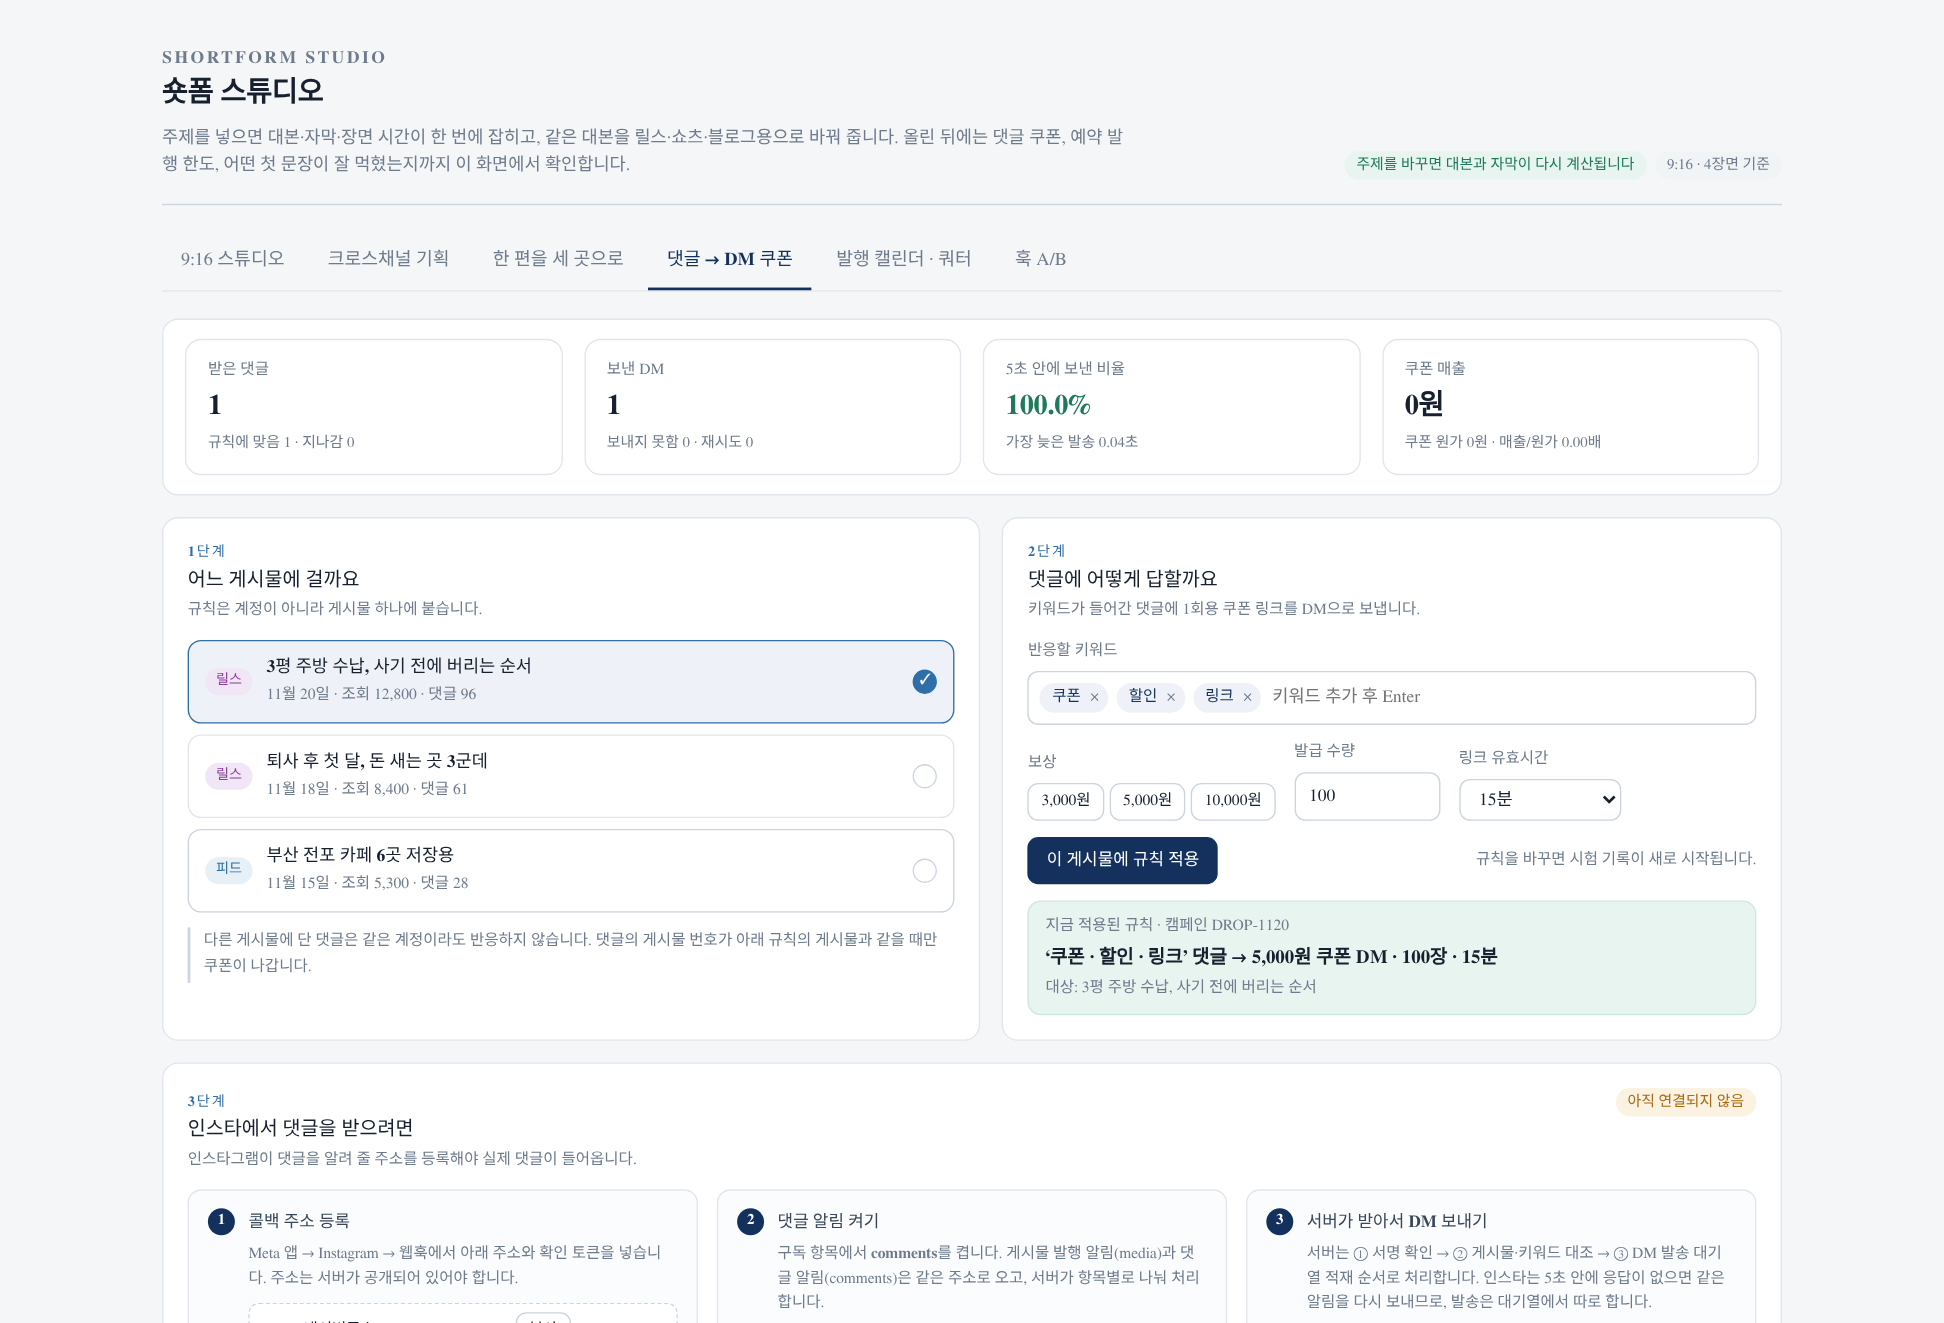 SHORTFORM STUDIO
숏폼 스튜디오
주제를 넣으면 대본·자막·장면 시간이 한 번에 잡히고, 같은 대본을 릴스·쇼츠·블로그용으로 바꿔 줍니다. 올린 뒤에는 댓글 쿠폰, 예약 발
행 한도, 어떤 첫 문장이 잘 먹혔는지까지 이 화면에서 확인합니다.
주제를 바꾸면 대본과 자막이 다시 계산됩니다
9:16 · 4장면 기준
9:16 스튜디오
크로스채널 기획
한 편을 세 곳으로
댓글 → DM 쿠폰
발행 캘린더 · 쿼터
훅 A/B
받은 댓글
1
규칙에 맞음 1 · 지나감 0
보낸 DM
1
보내지 못함 0 · 재시도 0
5초 안에 보낸 비율
100.0%
가장 늦은 발송 0.04초
쿠폰 매출
0원
쿠폰 원가 0원 · 매출/원가 0.00배
1단계
어느 게시물에 걸까요
규칙은 계정이 아니라 게시물 하나에 붙습니다.
릴스
3평 주방 수납, 사기 전에 버리는 순서
11월 20일 · 조회 12,800 · 댓글 96
✓
릴스
퇴사 후 첫 달, 돈 새는 곳 3군데
11월 18일 · 조회 8,400 · 댓글 61
피드
부산 전포 카페 6곳 저장용
11월 15일 · 조회 5,300 · 댓글 28
다른 게시물에 단 댓글은 같은 계정이라도 반응하지 않습니다. 댓글의 게시물 번호가 아래 규칙의 게시물과 같을 때만
쿠폰이 나갑니다.
2단계
댓글에 어떻게 답할까요
키워드가 들어간 댓글에 1회용 쿠폰 링크를 DM으로 보냅니다.
반응할 키워드
쿠폰 × 할인 × 링크 × 키워드 추가 후 Enter
보상
3,000원 5,000원 10,000원
발급 수량
100
링크 유효시간
15분
이 게시물에 규칙 적용
규칙을 바꾸면 시험 기록이 새로 시작됩니다.
지금 적용된 규칙 · 캠페인 DROP-1120
‘쿠폰 · 할인 · 링크’ 댓글 → 5,000원 쿠폰 DM · 100장 · 15분
대상: 3평 주방 수납, 사기 전에 버리는 순서
3단계
인스타에서 댓글을 받으려면
인스타그램이 댓글을 알려 줄 주소를 등록해야 실제 댓글이 들어옵니다.
아직 연결되지 않음
1
콜백 주소 등록
Meta 앱 → Instagram → 웹훅에서 아래 주소와 확인 토큰을 넣습니
다. 주소는 서버가 공개되어 있어야 합니다.
2
댓글 알림 켜기
구독 항목에서 comments를 켭니다. 게시물 발행 알림(media)과 댓
글 알림(comments)은 같은 주소로 오고, 서버가 항목별로 나눠 처리
합니다.
3
서버가 받아서 DM 보내기
서버는 ① 서명 확인 → ② 게시물·키워드 대조 → ③ DM 발송 대기
열 적재 순서로 처리합니다. 인스타는 5초 안에 응답이 없으면 같은
알림을 다시 보내므로, 발송은 대기열에서 따로 합니다.